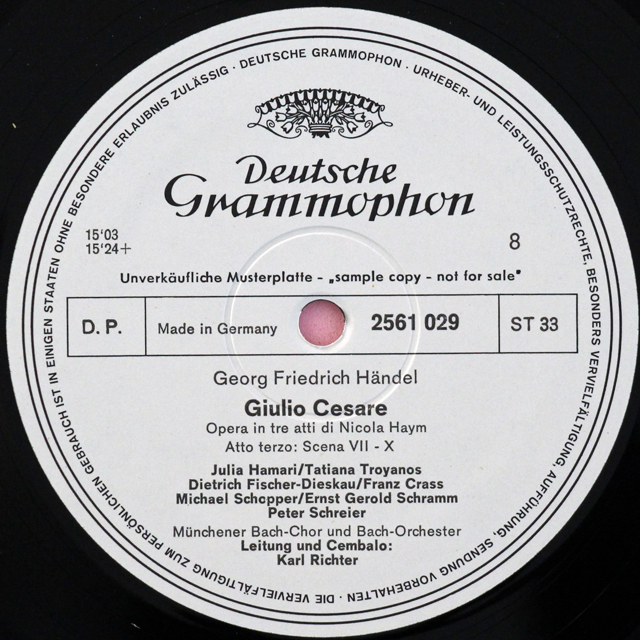 DEUTSCHE GRAMMOPHON · URHEBER- UND LEISTUNGSSCHUTZRECHTE, BESONDERS VERVIELFÄLTIGUNG, AUFFÜHRUNG, SENDUNG VORBEHALTEN · DIE VERVIELFÄLTIGUNG ZUM PERSÖNLICHEN GEBRAUCH IST IN EINIGEN STAATEN OHNE BESONDERE ERLAUBNIS ZULÄSSIG ·
Deutsche
Grammophon
15'03
15'24+
8
Unverkäufliche Musterplatte - „sample copy - not for sale"
D. P. Made in Germany 2561 029 ST 33
Georg Friedrich Händel
Giulio Cesare
Opera in tre atti di Nicola Haym
Atto terzo: Scena VII - X
Julia Hamari/Tatiana Troyanos
Dietrich Fischer-Dieskau/Franz Crass
Michael Schopper/Ernst Gerold Schramm
Peter Schreier
Münchener Bach-Chor und Bach-Orchester
Leitung und Cembalo:
Karl Richter